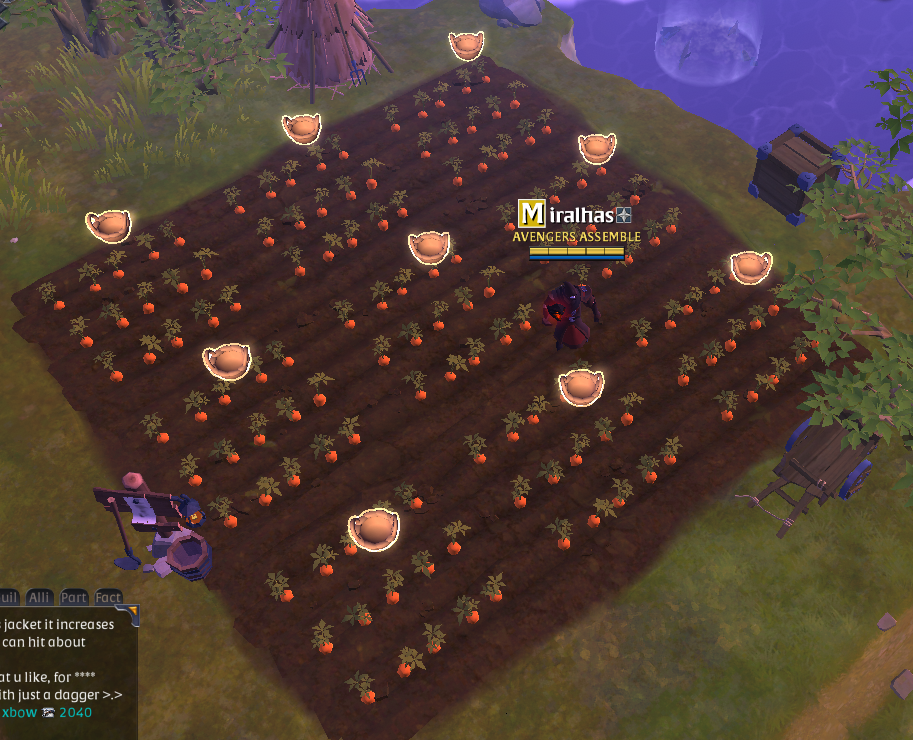 Miralhas
AVENGERS ASSEMBLE
uil Alli Part Fact
s jacket it increases
can hit about
at u like, for ****
ith just a dagger >.>
xbow 2040